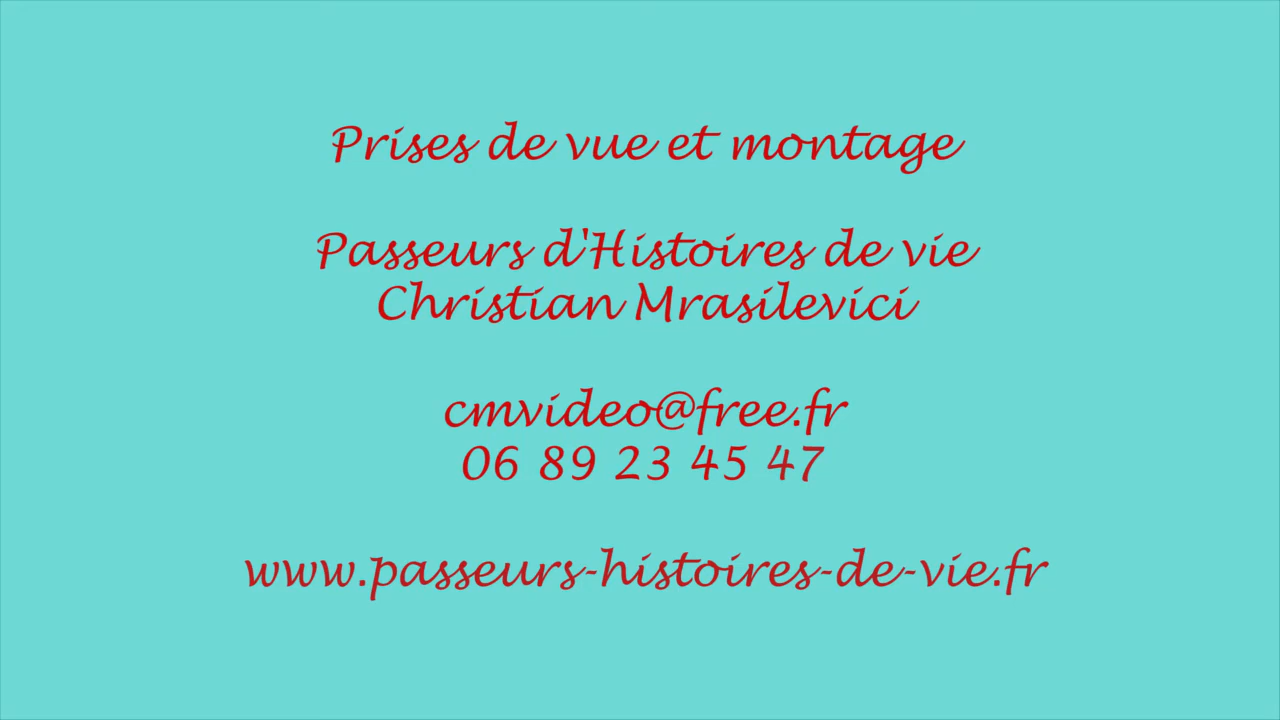 Prises de vue et montage
Passeurs d'Histoires de vie
Christian Mrasilevici
cmvideo@free.fr
06 89 23 45 47
www.passeurs-histoires-de-vie.fr